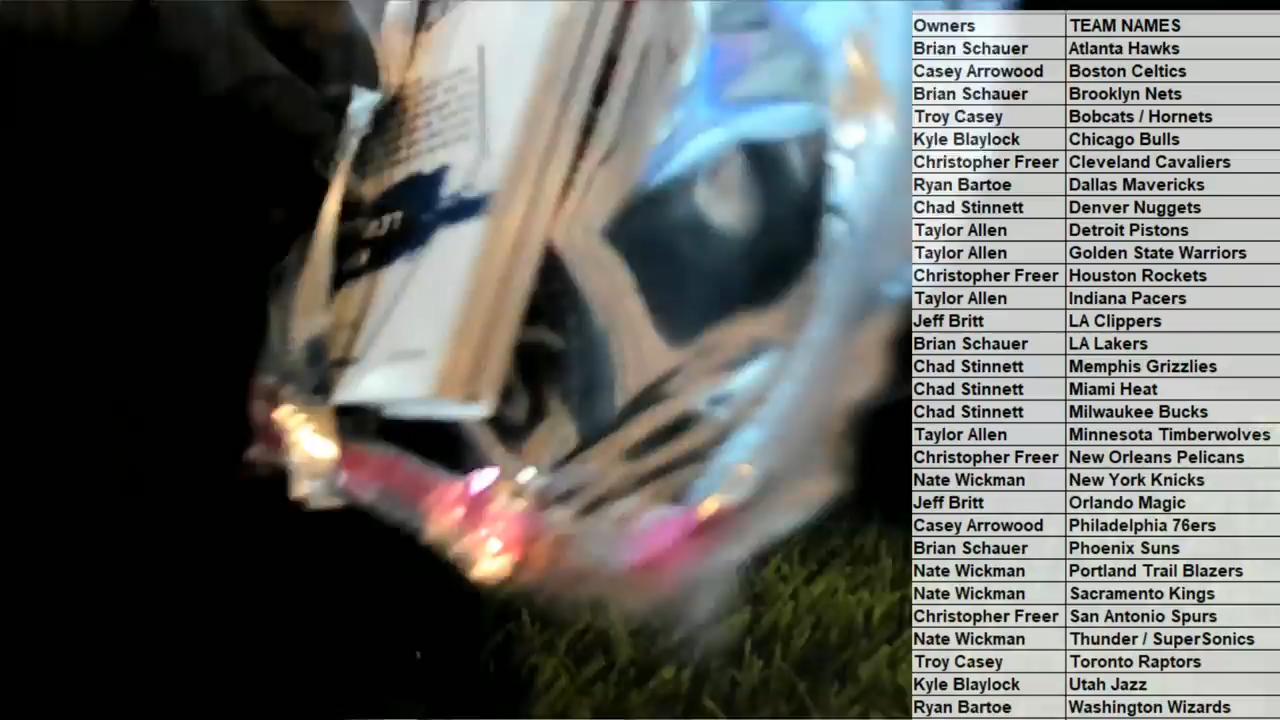 Owners TEAM NAMES
Brian Schauer Atlanta Hawks
Casey Arrowood Boston Celtics
Brian Schauer Brooklyn Nets
Troy Casey Bobcats / Hornets
Kyle Blaylock Chicago Bulls
Christopher Freer Cleveland Cavaliers
Ryan Bartoe Dallas Mavericks
Chad Stinnett Denver Nuggets
Taylor Allen Detroit Pistons
Taylor Allen Golden State Warriors
Christopher Freer Houston Rockets
Taylor Allen Indiana Pacers
Jeff Britt LA Clippers
Brian Schauer LA Lakers
Chad Stinnett Memphis Grizzlies
Chad Stinnett Miami Heat
Chad Stinnett Milwaukee Bucks
Taylor Allen Minnesota Timberwolves
Christopher Freer New Orleans Pelicans
Nate Wickman New York Knicks
Jeff Britt Orlando Magic
Casey Arrowood Philadelphia 76ers
Brian Schauer Phoenix Suns
Nate Wickman Portland Trail Blazers
Nate Wickman Sacramento Kings
Christopher Freer San Antonio Spurs
Nate Wickman Thunder / SuperSonics
Troy Casey Toronto Raptors
Kyle Blaylock Utah Jazz
Ryan Bartoe Washington Wizards